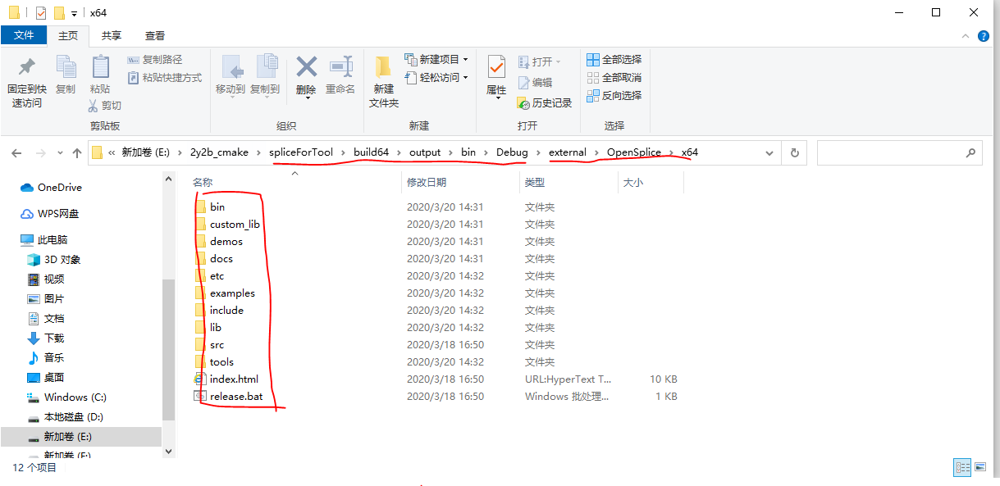 x64
文件 主页 共享 查看
固定到快速访问 复制 粘贴 复制路径 粘贴快捷方式 剪切
移动到 复制到 删除 重命名
新建文件夹 新建项目 轻松访问
属性 打开 编辑 历史记录
全部选择 全部取消 反向选择
剪贴板 组织 新建 打开 选择
« 新加卷 (E:) › 2y2b_cmake › spliceForTool › build64 › output › bin › Debug › external › OpenSplice › x64
名称 修改日期 类型 大小
OneDrive
WPS网盘
此电脑
3D 对象
视频
图片
文档
下载
音乐
桌面
Windows (C:)
本地磁盘 (D:)
新加卷 (E:)
新加卷 (F:)
bin 2020/3/20 14:31 文件夹
custom_lib 2020/3/20 14:31 文件夹
demos 2020/3/20 14:31 文件夹
docs 2020/3/20 14:31 文件夹
etc 2020/3/20 14:32 文件夹
examples 2020/3/20 14:32 文件夹
include 2020/3/20 14:32 文件夹
lib 2020/3/20 14:32 文件夹
src 2020/3/18 16:50 文件夹
tools 2020/3/20 14:32 文件夹
index.html 2020/3/18 16:50 URL:HyperText T... 10 KB
release.bat 2020/3/18 16:50 Windows 批处理... 1 KB
12 个项目